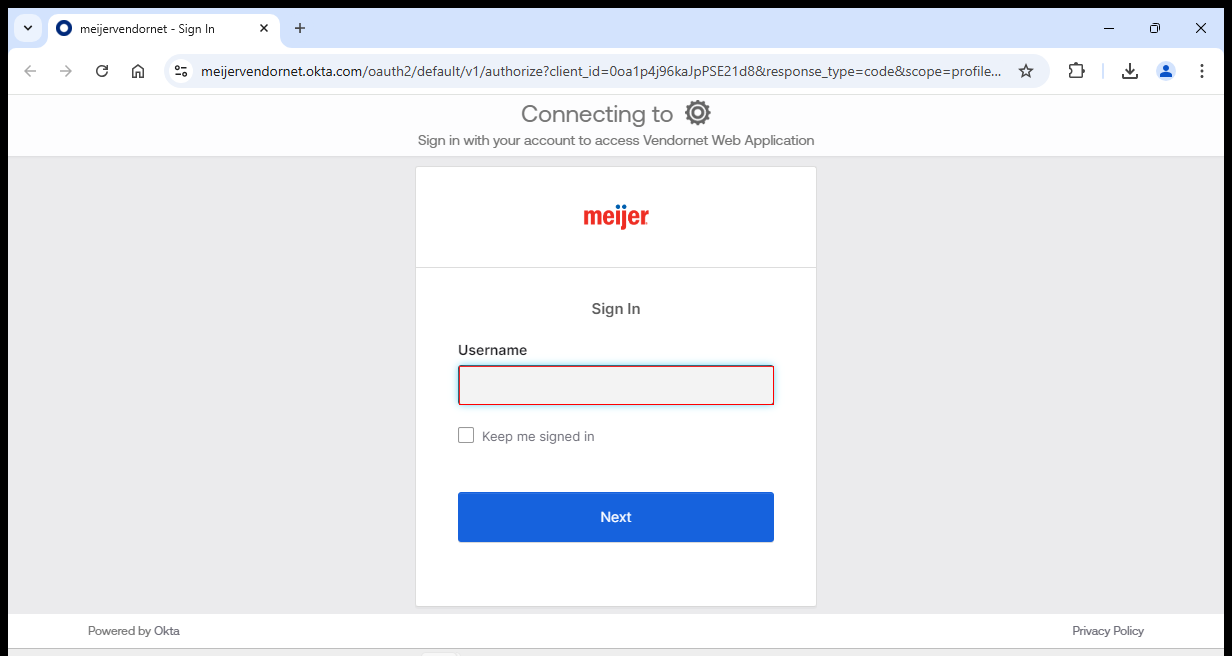 meijervendornet - Sign In
meijervendornet.okta.com/oauth2/default/v1/authorize?client_id=0oa1p4j96kaJpPSE21d8&response_type=code&scope=profile...
Connecting to
Sign in with your account to access Vendornet Web Application
meijer
Sign In
Username
Keep me signed in
Next
Powered by Okta
Privacy Policy